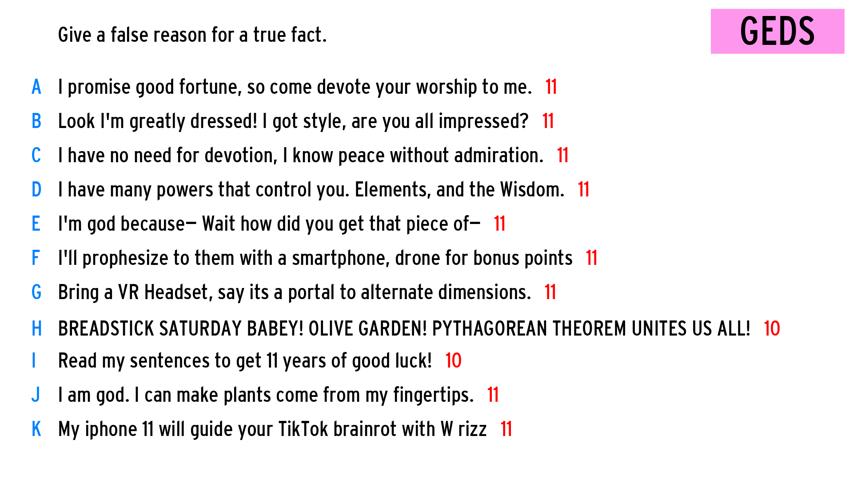 Give a false reason for a true fact.
GEDS
A I promise good fortune, so come devote your worship to me. 11
B Look I'm greatly dressed! I got style, are you all impressed? 11
C I have no need for devotion, I know peace without admiration. 11
D I have many powers that control you. Elements, and the Wisdom. 11
E I'm god because— Wait how did you get that piece of— 11
F I'll prophesize to them with a smartphone, drone for bonus points 11
G Bring a VR Headset, say its a portal to alternate dimensions. 11
H BREADSTICK SATURDAY BABEY! OLIVE GARDEN! PYTHAGOREAN THEOREM UNITES US ALL! 10
I Read my sentences to get 11 years of good luck! 10
J I am god. I can make plants come from my fingertips. 11
K My iphone 11 will guide your TikTok brainrot with W rizz 11